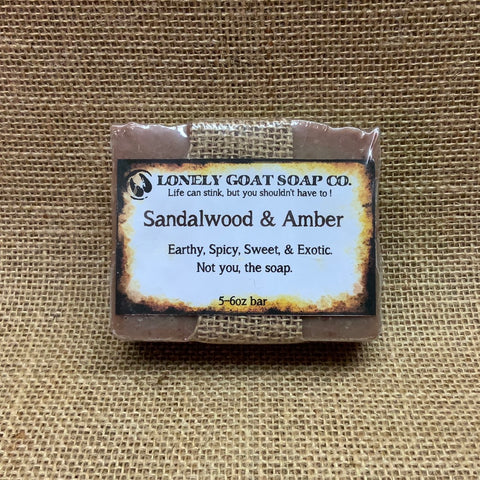 LONELY GOAT SOAP CO.
Life can stink, but you shouldn't have to !
Sandalwood & Amber
Earthy, Spicy, Sweet, & Exotic.
Not you, the soap.
5-6oz bar